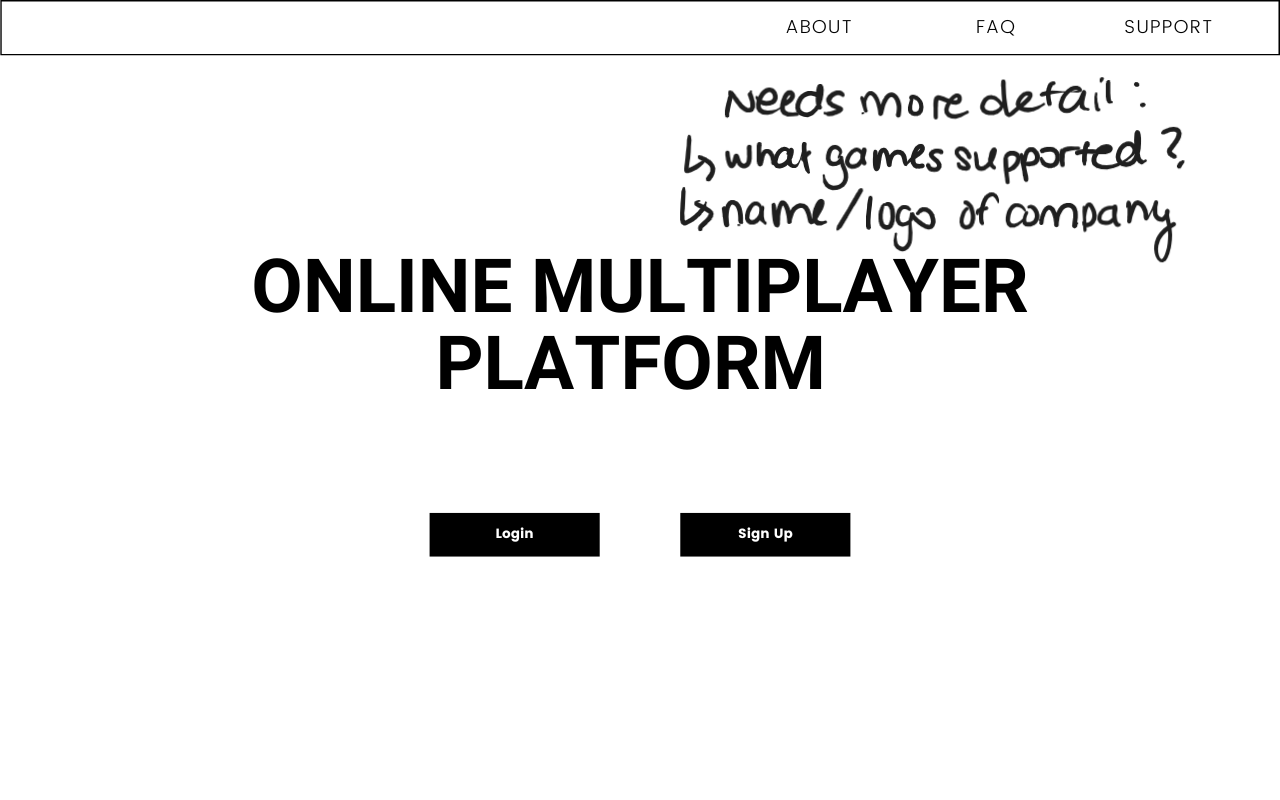 ABOUT FAQ SUPPORT
Needs more detail :
↳ what games supported ?
↳ name/logo of company
ONLINE MULTIPLAYER
PLATFORM
Login Sign Up